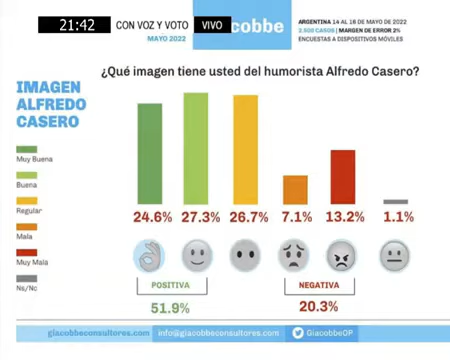 21:42
CON VOZ Y VOTO
VIVO
cobbe
MAYO 2022
ARGENTINA 14 AL 16 DE MAYO DE 2022
2.500 CASOS | MARGEN DE ERROR 2%
ENCUESTAS A DISPOSITIVOS MÓVILES
¿Qué imagen tiene usted del humorista Alfredo Casero?
IMAGEN
ALFREDO
CASERO
Muy Buena
Buena
Regular
Mala
Muy Mala
Ns/Nc
24.6% 27.3% 26.7% 7.1% 13.2% 1.1%
POSITIVA NEGATIVA
51.9% 20.3%
giacobbeconsultores.com info@giacobbeconsultores.com GiacobbeOP